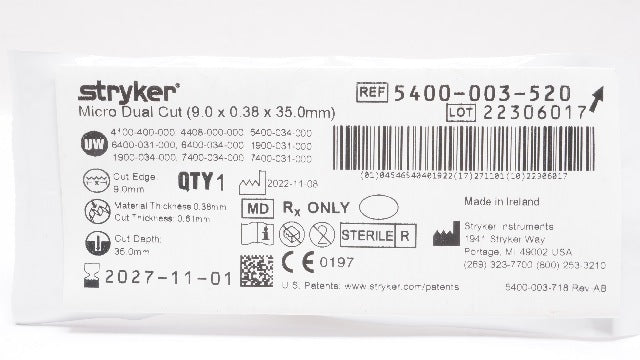 stryker®
Micro Dual Cut (9.0 x 0.38 x 35.0mm)
REF 5400-003-520
LOT 22306017
UW
4100-400-000, 4408-000-000, 5400-034-000
6400-031-000, 6400-034-000, 1900-031-000
1900-034-000, 7400-034-000, 7400-031-000
(01)04546540401922(17)271101(10)22306017
Cut Edge:
9.0mm
QTY 1
2022-11-08
Material Thickness 0.38mm
Cut Thickness: 0.61mm
MD Rx ONLY
Made in Ireland
Cut Depth:
35.0mm
STERILE R
Stryker Instruments
1941 Stryker Way
Portage, MI 49002 USA
(269) 323-7700 (800) 253-3210
2027-11-01
CE 0197
U.S. Patents: www.stryker.com/patents
5400-003-718 Rev AB